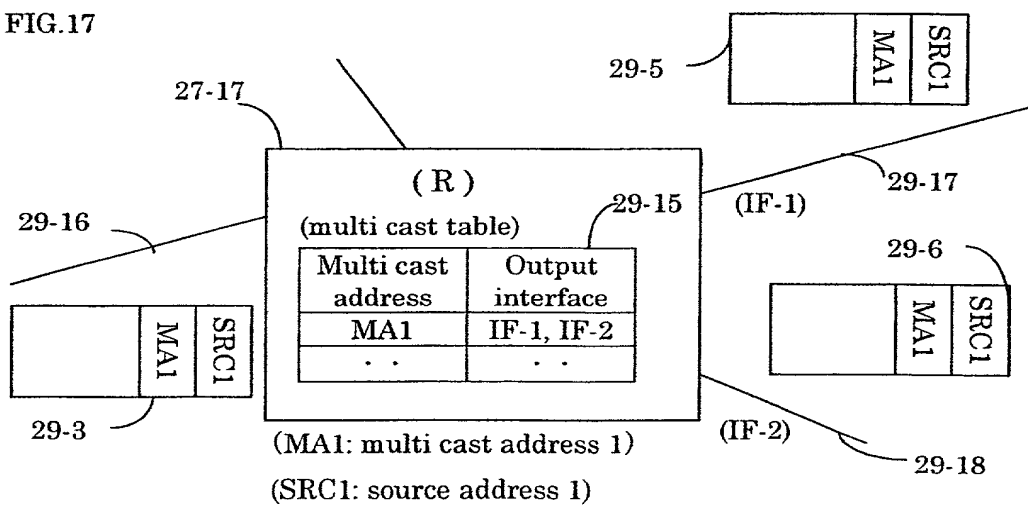 FIG.17
29-5
MA1
SRC1
27-17
(R)
29-15
(multi cast table)
Multi cast address
Output interface
MA1
IF-1, IF-2
. .
. .
29-16
29-17
(IF-1)
29-6
MA1
SRC1
MA1
SRC1
29-3
(IF-2)
29-18
(MA1: multi cast address 1)
(SRC1: source address 1)